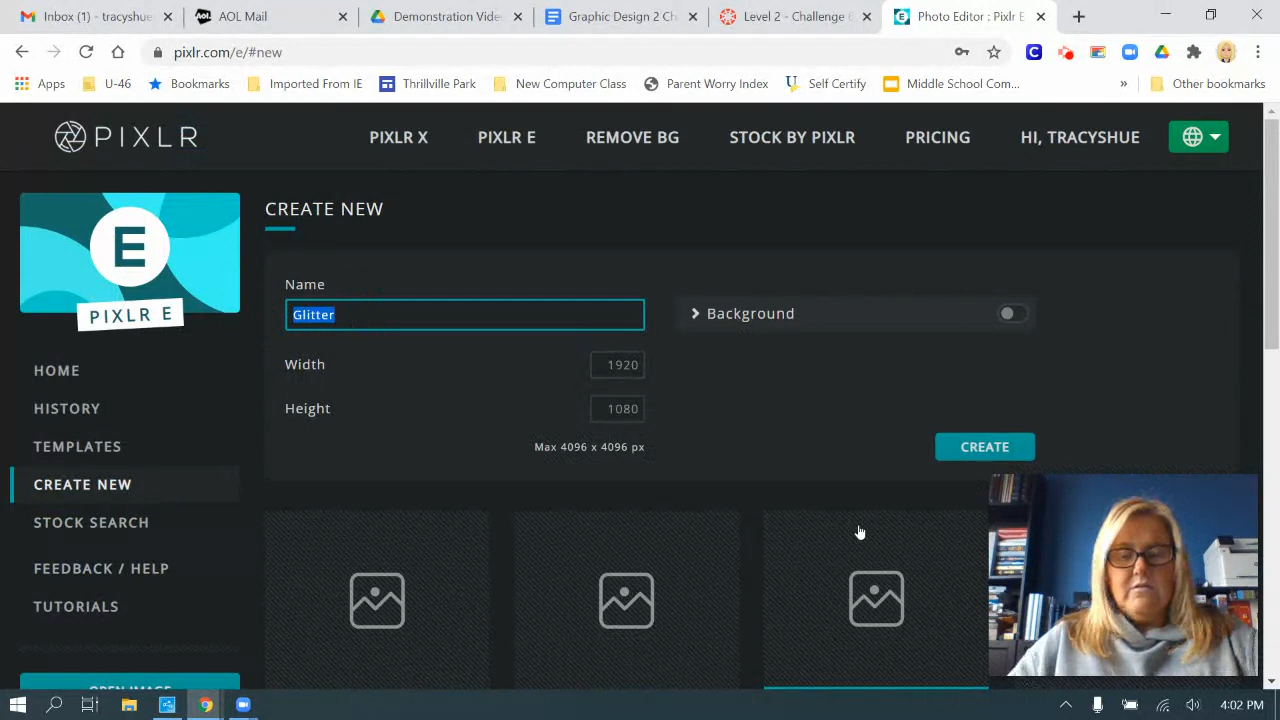 Inbox (1) - tracyshue
AOL Mail
Demonstration Vide
Graphic Design 2 Ch
Level 2 - Challenge 6
Photo Editor : Pixlr E
pixlr.com/e/#new
Apps
U-46
Bookmarks
Imported From IE
Thrillville Park
New Computer Class
Parent Worry Index
Self Certify
Middle School Com...
»
Other bookmarks
PIXLR
PIXLR X
PIXLR E
REMOVE BG
STOCK BY PIXLR
PRICING
HI, TRACYSHUE
E
PIXLR E
CREATE NEW
Name
Glitter
Background
Width
1920
Height
1080
Max 4096 x 4096 px
CREATE
HOME
HISTORY
TEMPLATES
CREATE NEW
STOCK SEARCH
FEEDBACK / HELP
TUTORIALS
OPEN IMAGE
4:02 PM